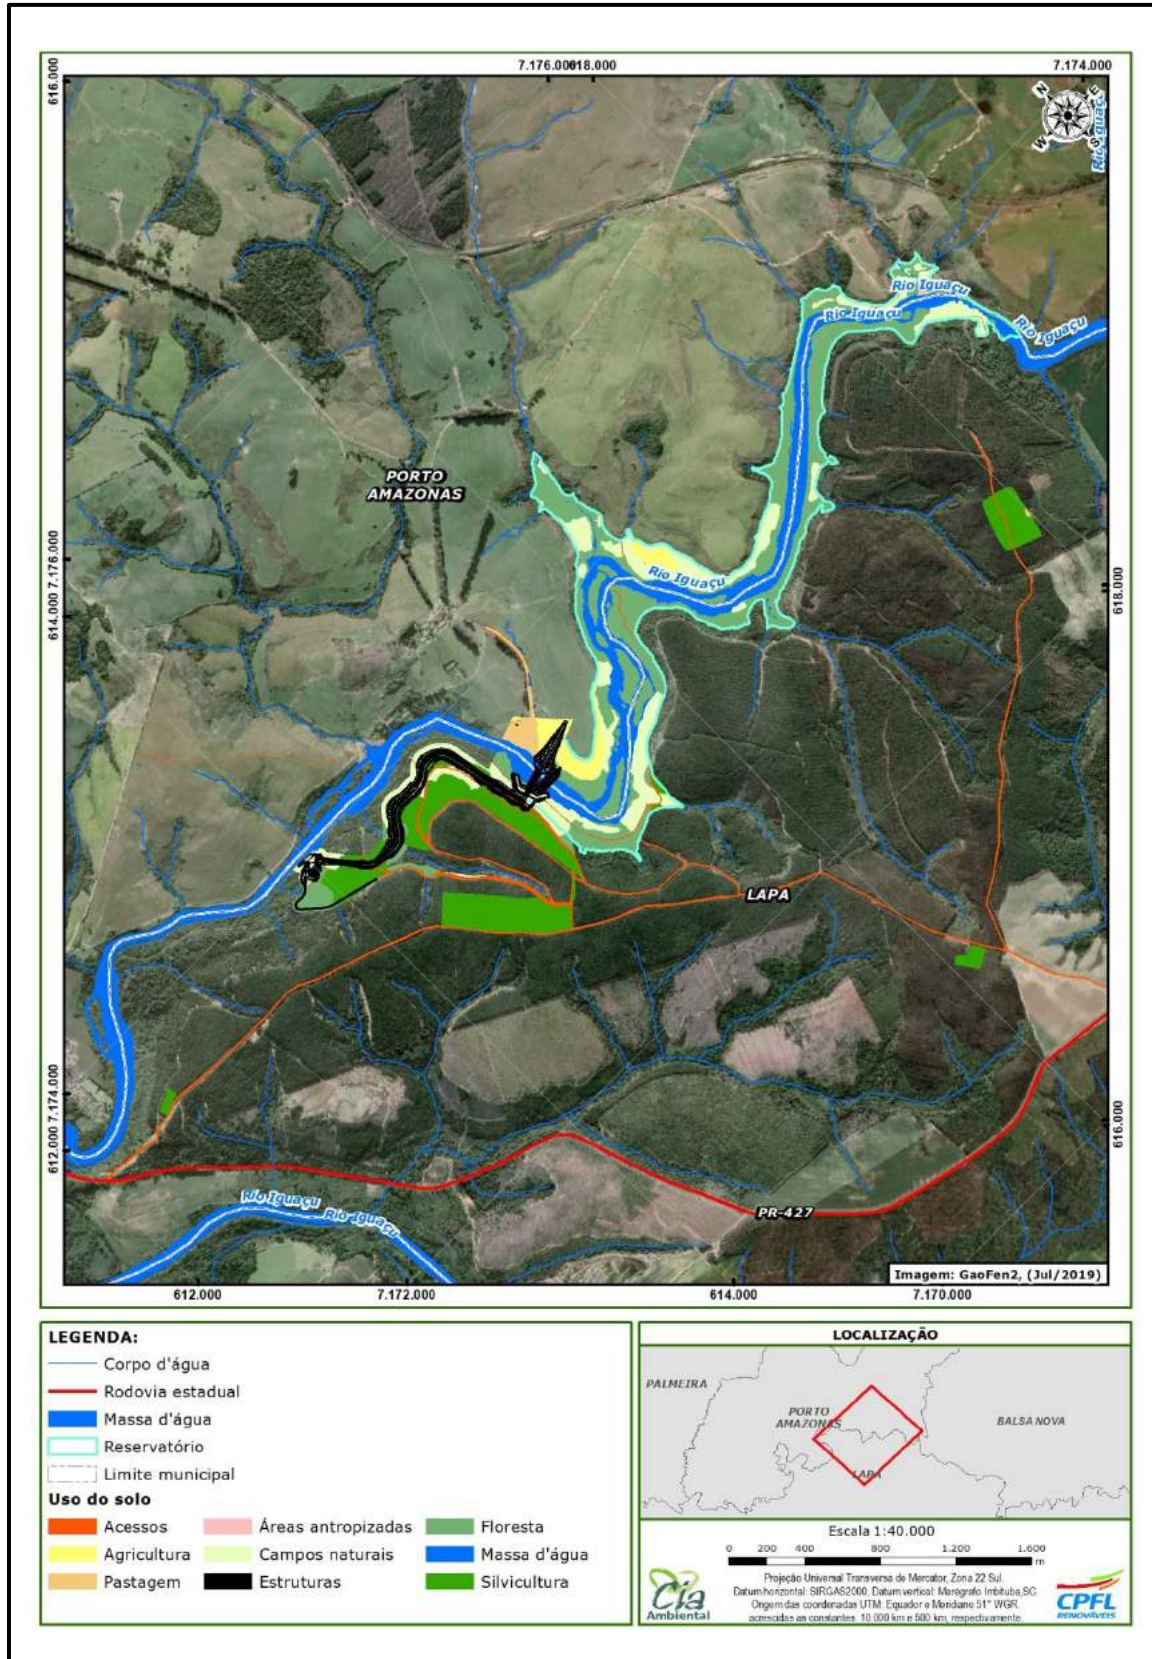 7.176.000
618.000
7.174.000
616.000
N
E
W
S
Rio Iguaçu
Rio Iguaçu
Rio Iguaçu
Rio Iguaçu
PORTO
AMAZONAS
Rio Iguaçu
7.176.000
614.000
618.000
LAPA
7.174.000
612.000
616.000
Rio Iguaçu
Rio Iguaçu
PR-427
Imagem: GaoFen2, (Jul/2019)
612.000
7.172.000
614.000
7.170.000
LEGENDA:
Corpo d'água
Rodovia estadual
Massa d'água
Reservatório
Limite municipal
Uso do solo
Acessos
Áreas antropizadas
Floresta
Agricultura
Campos naturais
Massa d'água
Pastagem
Estruturas
Silvicultura
LOCALIZAÇÃO
PALMEIRA
PORTO
AMAZONAS
BALSA NOVA
LAPA
Escala 1:40.000
0 200 400 800 1.200 1.600
m
Projeção Universal Transversa de Mercator, Zona 22 Sul.
Datum horizontal: SIRGAS2000, Datum vertical: Maregrafo Imbituba,SC.
Origem das coordenadas UTM: Equador e Meridiano 51° WGR.
acrescidas as constantes 10.000 km e 500 km, respectivamente.
Cia
Ambiental
CPFL
RENOVÁVEIS